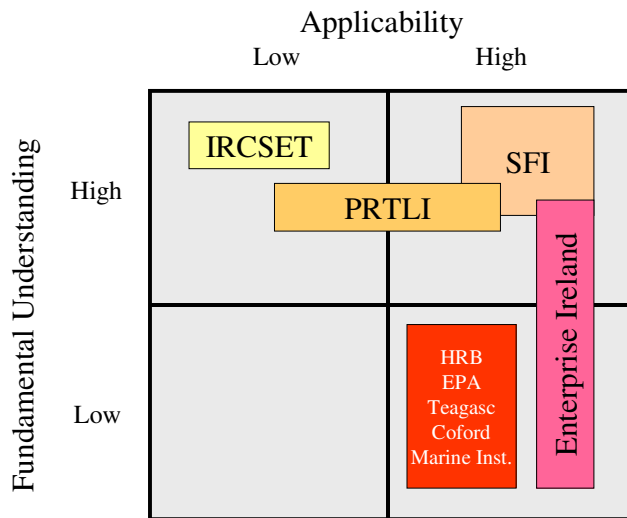 Applicability
Low
High
Fundamental Understanding
High
IRCSET
SFI
PRTLI
Enterprise Ireland
Low
HRB
EPA
Teagasc
Coford
Marine Inst.